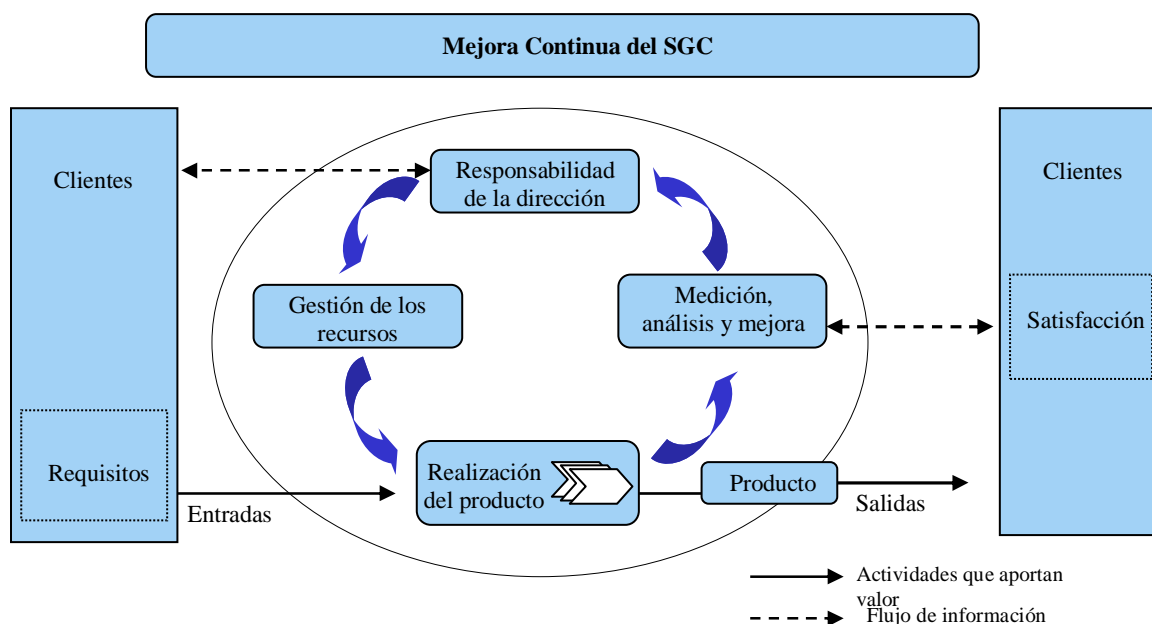 Mejora Continua del SGC
Clientes
Responsabilidad
de la dirección
Clientes
Gestión de los
recursos
Medición,
análisis y mejora
Satisfacción
Requisitos
Realización
del producto
Producto
Entradas
Salidas
Actividades que aportan
valor
Flujo de información